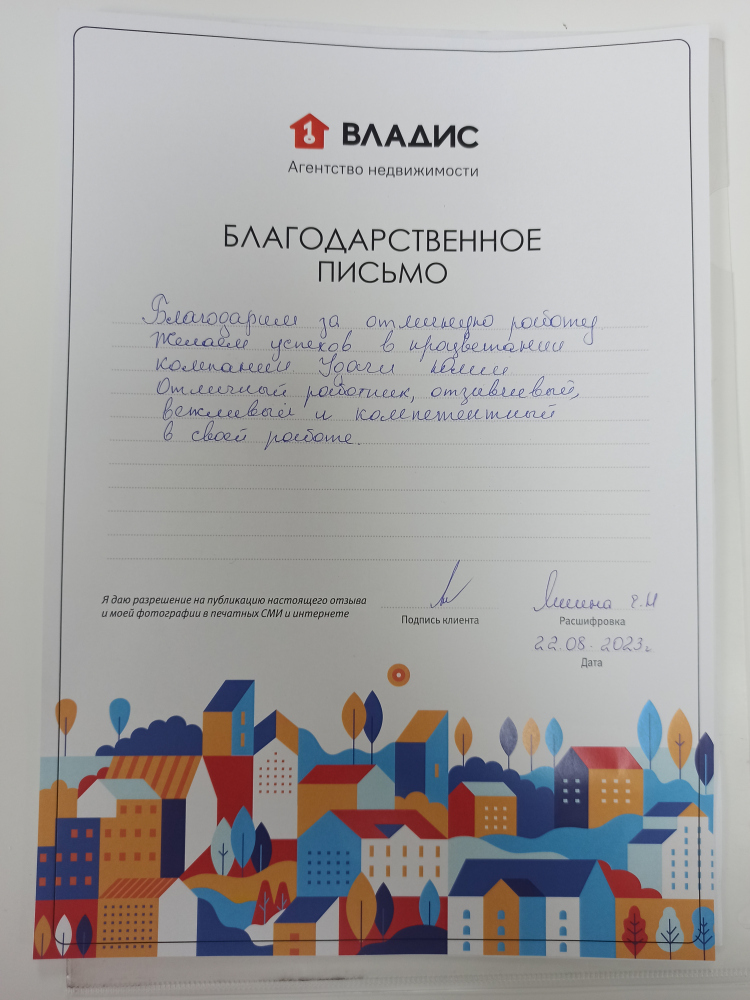 ВЛАДИС
Агентство недвижимости
БЛАГОДАРСТВЕННОЕ
ПИСЬМО
Благодарим за отличную работу.
Желаем успехов в процветании
компании Удачи
Отличный работник, отзывчивый,
вежливый и компетентный
в своей работе.
Я даю разрешение на публикацию настоящего отзыва
и моей фотографии в печатных СМИ и интернете
Подпись клиента
Расшифровка
22.08.2023г
Дата